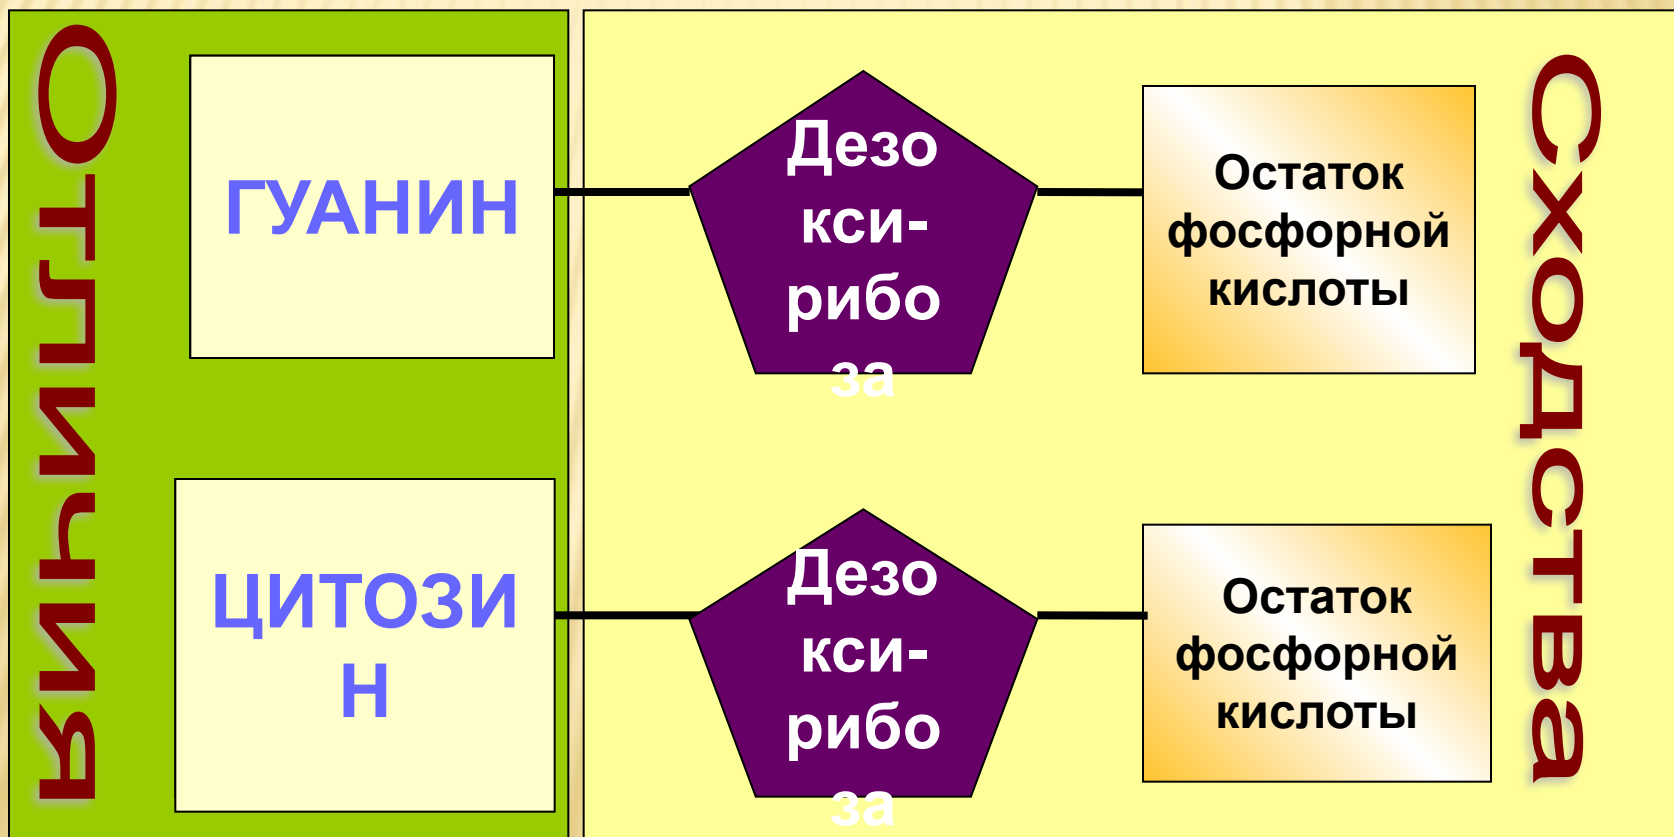 Отличия
ГУАНИН
Дезо
кси-
рибо
за
Остаток
фосфорной
кислоты
Сходства
ЦИТОЗИ
Н
Дезо
кси-
рибо
за
Остаток
фосфорной
кислоты